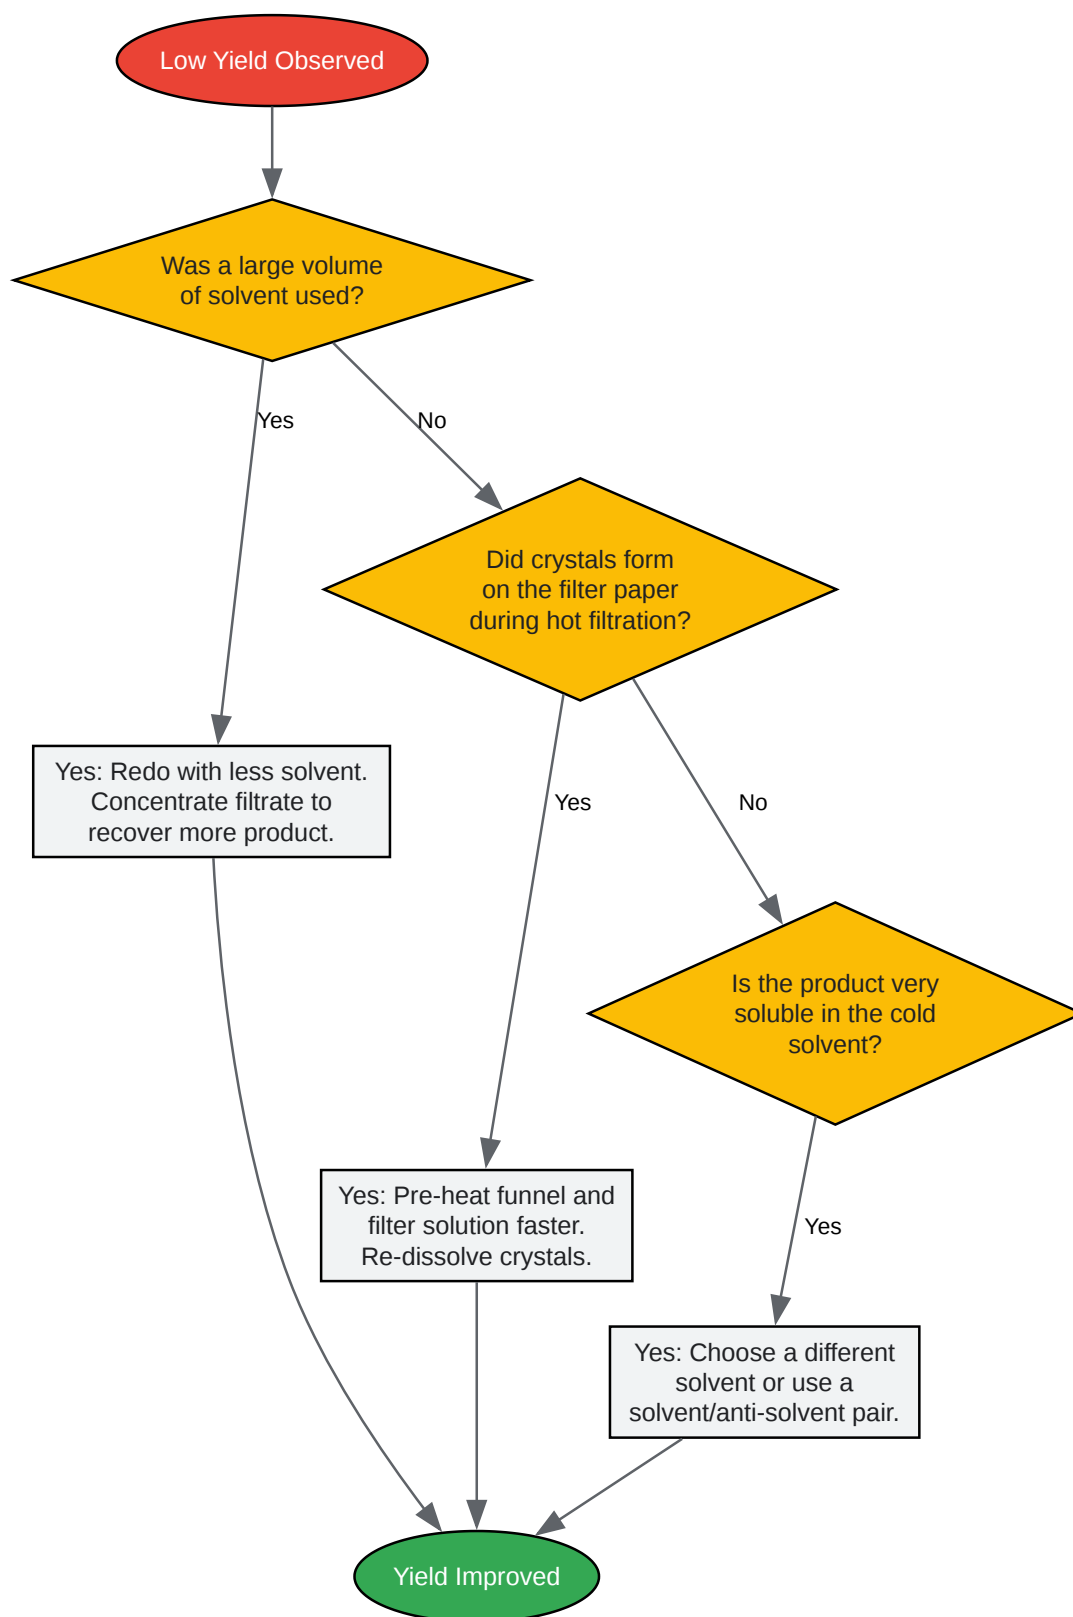 Low Yield Observed
Was a large volume
of solvent used?
Yes
No
Did crystals form
on the filter paper
during hot filtration?
Yes: Redo with less solvent.
Concentrate filtrate to
recover more product.
Yes
No
Is the product very
soluble in the cold
solvent?
Yes: Pre-heat funnel and
filter solution faster.
Re-dissolve crystals.
Yes
Yes: Choose a different
solvent or use a
solvent/anti-solvent pair.
Yield Improved